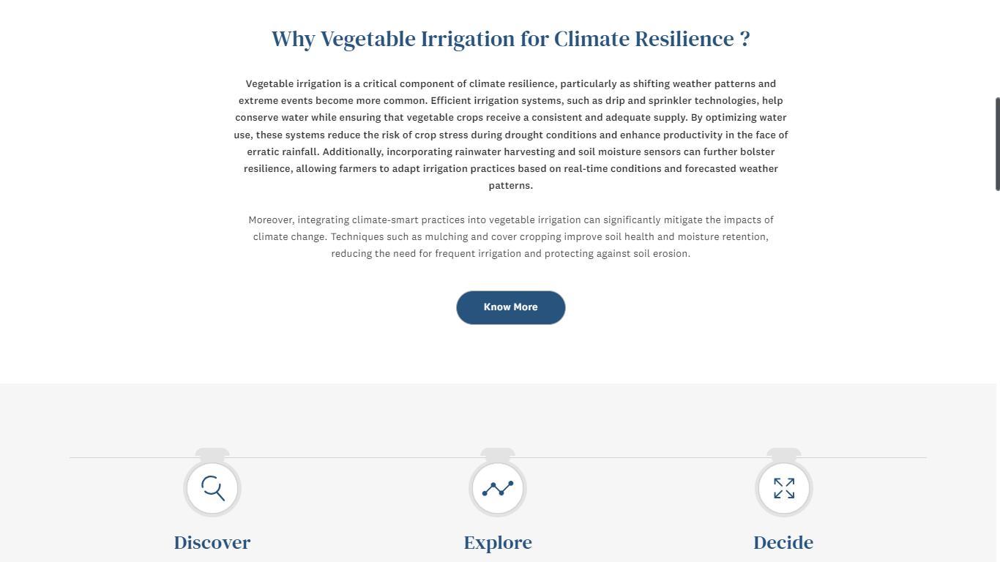 Why Vegetable Irrigation for Climate Resilience ?
Vegetable irrigation is a critical component of climate resilience, particularly as shifting weather patterns and
extreme events become more common. Efficient irrigation systems, such as drip and sprinkler technologies, help
conserve water while ensuring that vegetable crops receive a consistent and adequate supply. By optimizing water
use, these systems reduce the risk of crop stress during drought conditions and enhance productivity in the face of
erratic rainfall. Additionally, incorporating rainwater harvesting and soil moisture sensors can further bolster
resilience, allowing farmers to adapt irrigation practices based on real-time conditions and forecasted weather
patterns.
Moreover, integrating climate-smart practices into vegetable irrigation can significantly mitigate the impacts of
climate change. Techniques such as mulching and cover cropping improve soil health and moisture retention,
reducing the need for frequent irrigation and protecting against soil erosion.
Know More
Discover
Explore
Decide